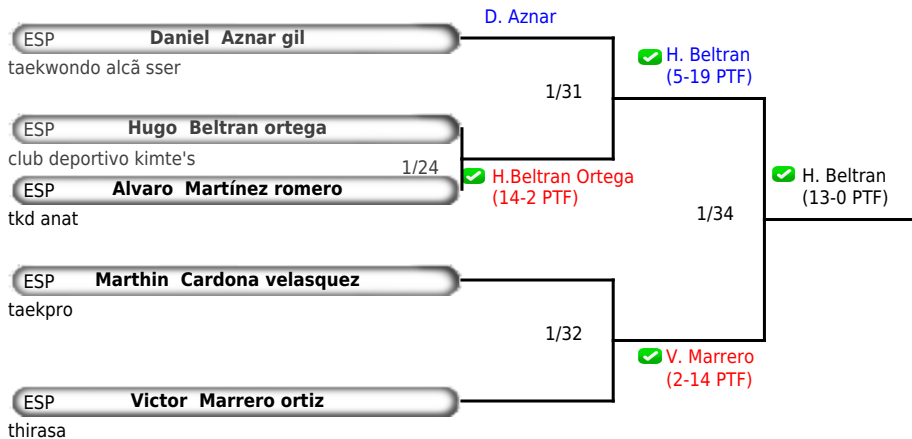 D. Aznar
ESP Daniel Aznar gil
taekwondo alcã sser
H. Beltran
(5-19 PTF)
1/31
ESP Hugo Beltran ortega
club deportivo kimte's
1/24
H.Beltran Ortega
(14-2 PTF)
H. Beltran
(13-0 PTF)
ESP Alvaro Martínez romero
tkd anat
1/34
ESP Marthin Cardona velasquez
taekpro
1/32
V. Marrero
(2-14 PTF)
ESP Victor Marrero ortiz
thirasa